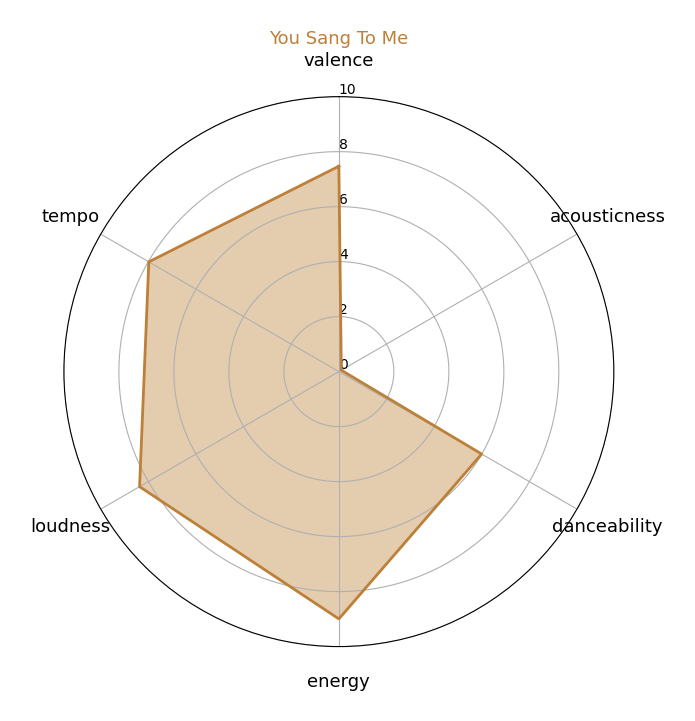 You Sang To Me
valence
10
8
tempo
acousticness
6
4
2
0
loudness
danceability
energy